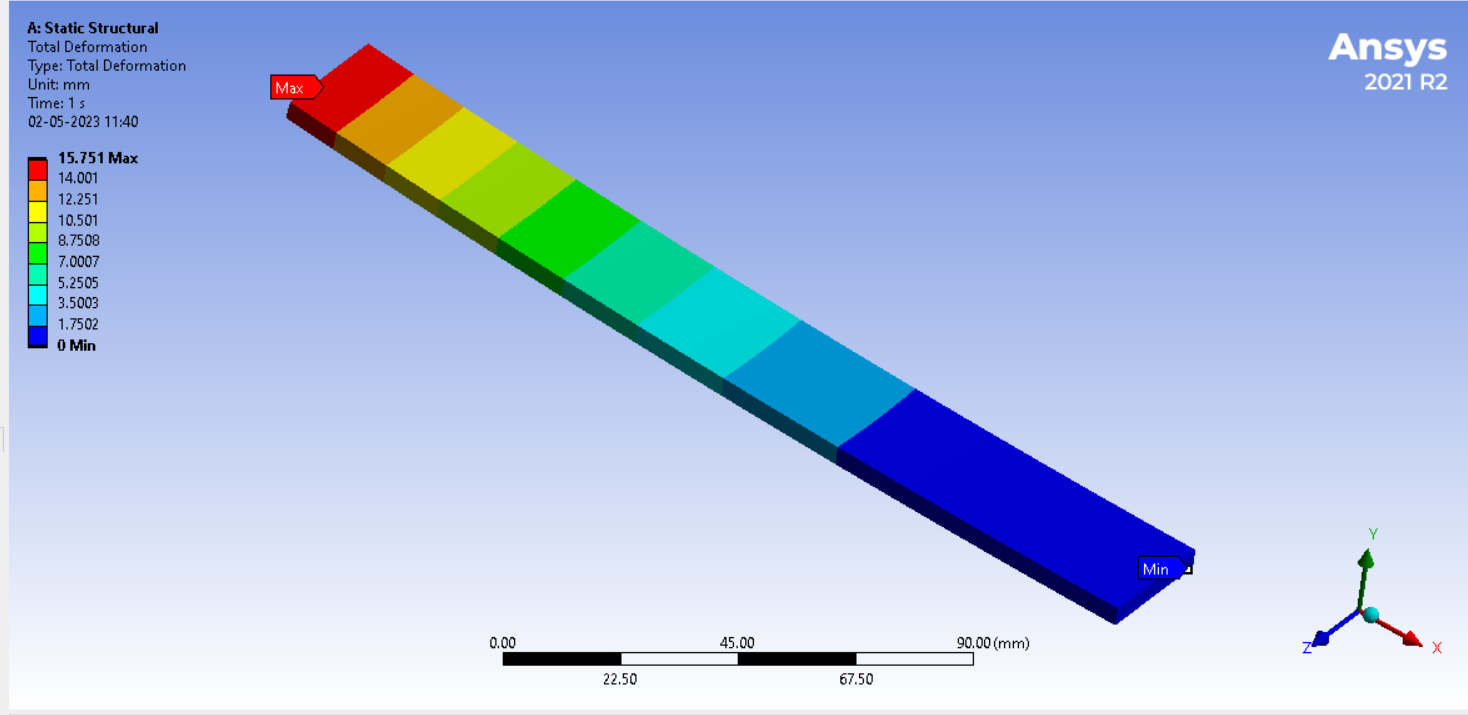 A: Static Structural
Total Deformation
Type: Total Deformation
Unit: mm
Time: 1 s
02-05-2023 11:40
15.751 Max
14.001
12.251
10.501
8.7508
7.0007
5.2505
3.5003
1.7502
0 Min
Ansys
2021 R2
Max
Min
0.00 45.00 90.00 (mm)
22.50 67.50
Y
Z X